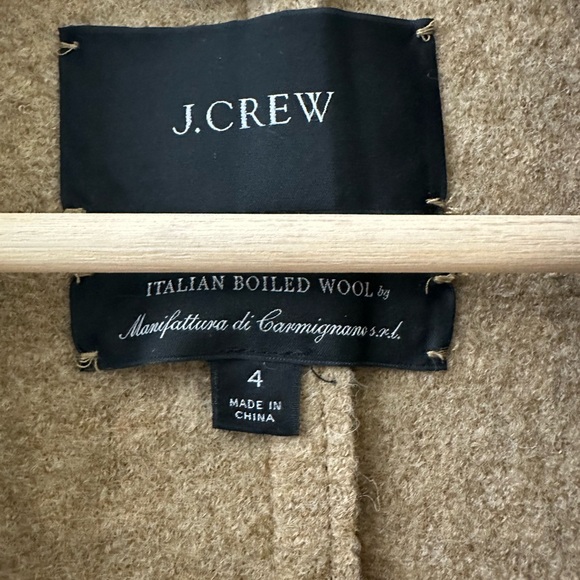 J.CREW
ITALIAN BOILED WOOL by
Manifattura di Carmignano s.r.l.
4
MADE IN
CHINA